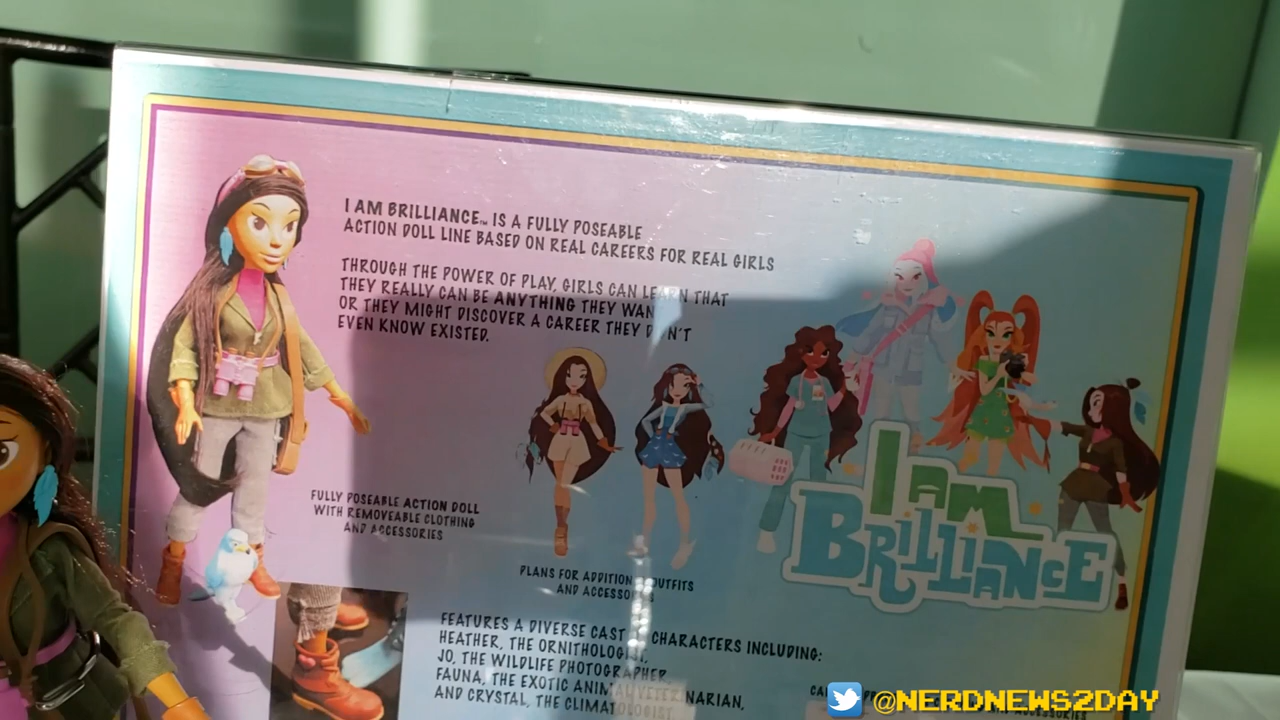 I AM BRILLIANCE™ IS A FULLY POSEABLE
ACTION DOLL LINE BASED ON REAL CAREERS FOR REAL GIRLS
THROUGH THE POWER OF PLAY, GIRLS CAN LEARN THAT
THEY REALLY CAN BE ANYTHING THEY WANT
OR THEY MIGHT DISCOVER A CAREER THEY DIDN'T
EVEN KNOW EXISTED.
FULLY POSEABLE ACTION DOLL
WITH REMOVEABLE CLOTHING
AND ACCESSORIES
PLANS FOR ADDITIONAL OUTFITS
AND ACCESSORIES
I AM
BRILLIANCE
FEATURES A DIVERSE CAST OF CHARACTERS INCLUDING:
HEATHER, THE ORNITHOLOGIST,
JO, THE WILDLIFE PHOTOGRAPHER,
FAUNA, THE EXOTIC ANIMAL VETERINARIAN,
AND CRYSTAL, THE CLIMATOLOGIST
@NERDNEWS2DAY